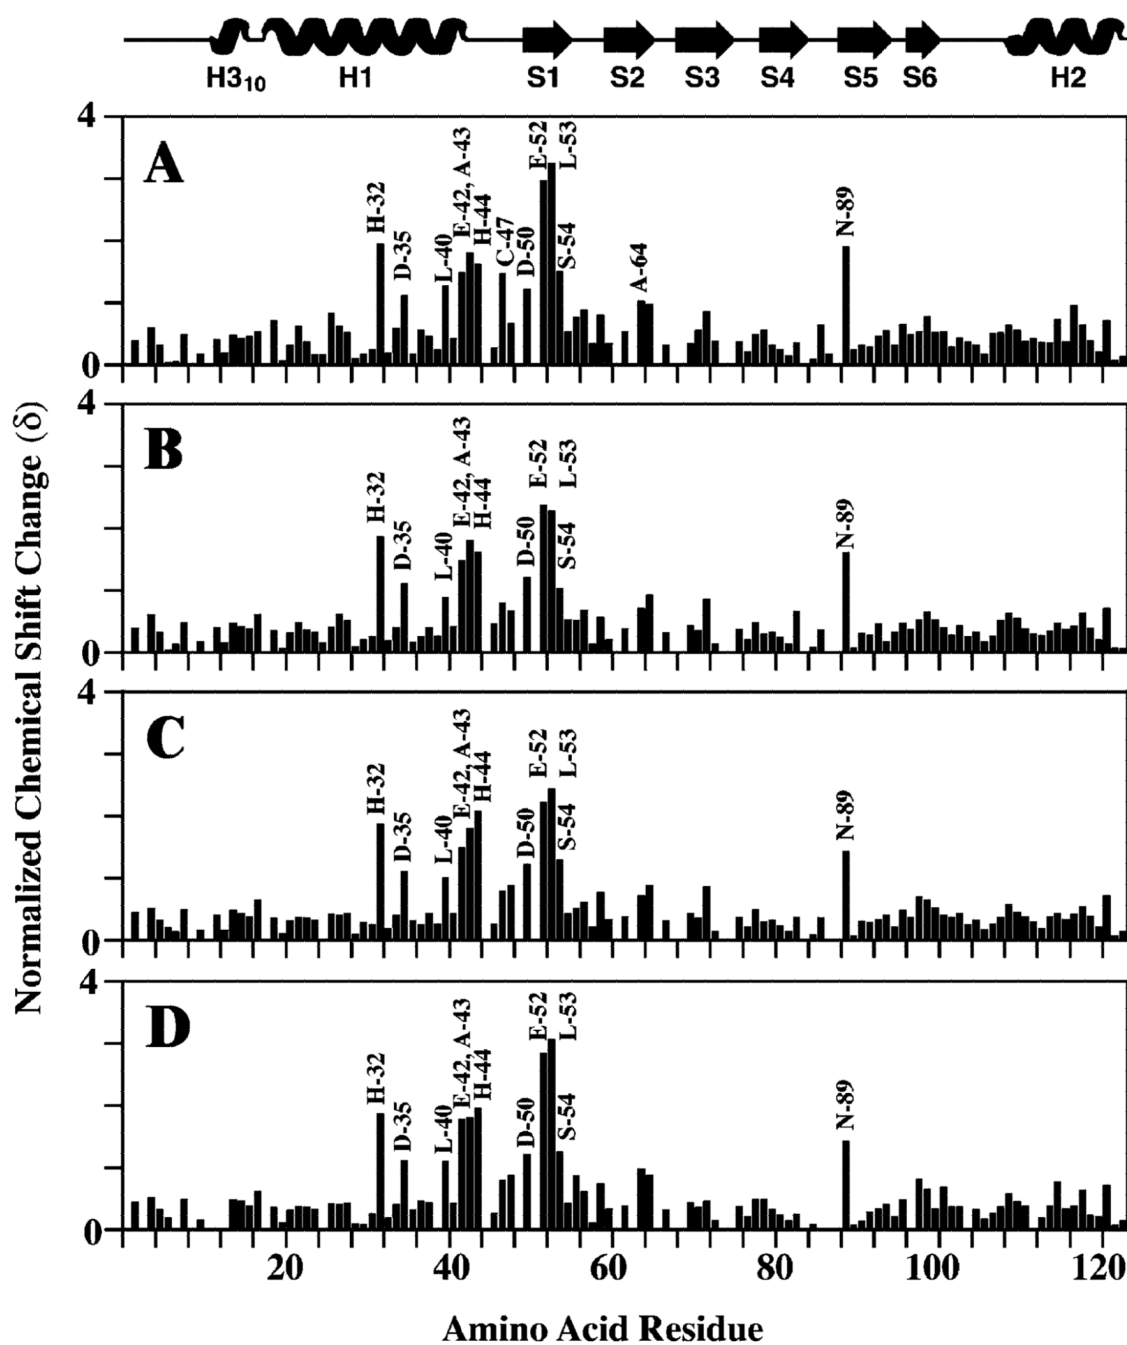 H3₁₀ H1 S1 S2 S3 S4 S5 S6 H2
Normalized Chemical Shift Change (δ)
4
A
H-32
D-35
L-40
E-42, A-43
H-44
C-47
D-50
E-52
L-53
S-54
A-64
N-89
0
4
B
H-32
D-35
L-40
E-42, A-43
H-44
D-50
E-52
L-53
S-54
N-89
0
4
C
H-32
D-35
L-40
E-42, A-43
H-44
D-50
E-52
L-53
S-54
N-89
0
4
D
H-32
D-35
L-40
E-42, A-43
H-44
D-50
E-52
L-53
S-54
N-89
0
20 40 60 80 100 120
Amino Acid Residue